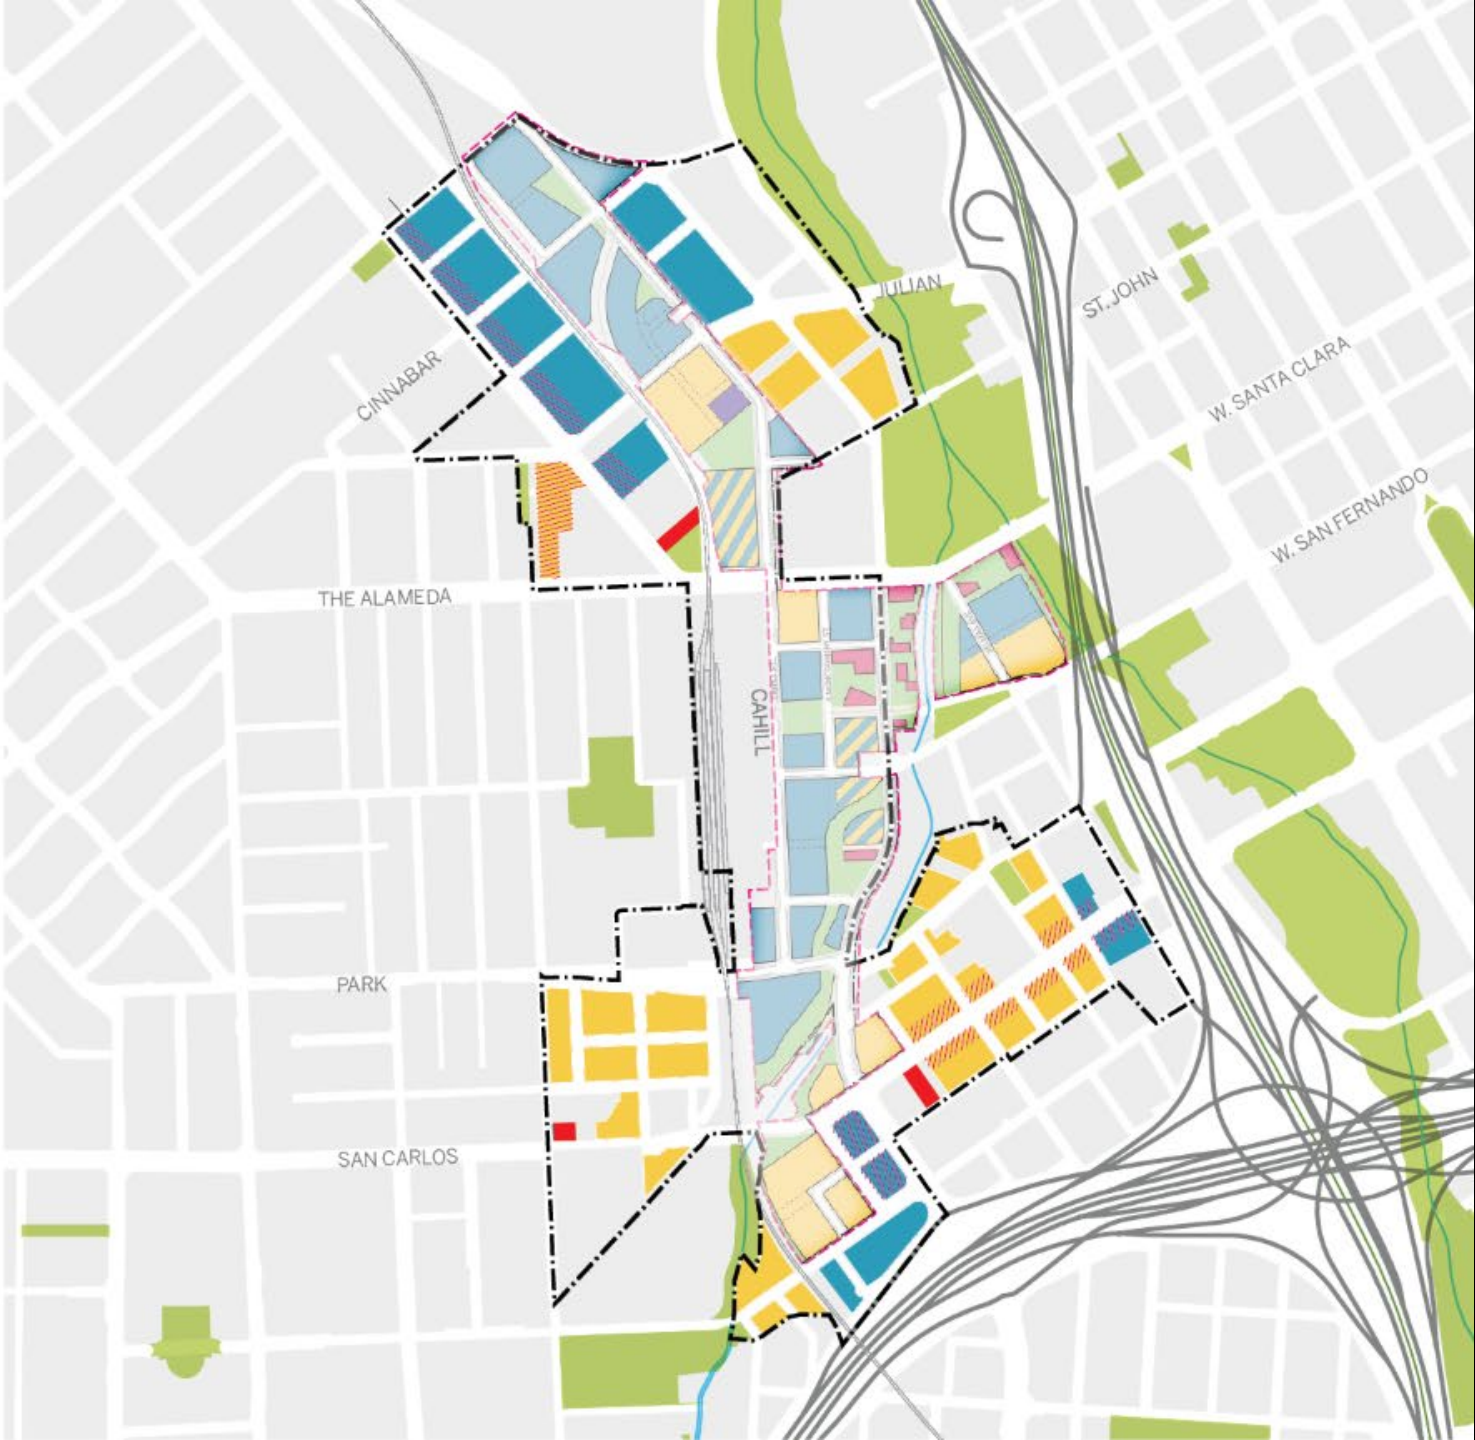 JULIAN
ST. JOHN
CINNABAR
W. SANTA CLARA
W. SAN FERNANDO
THE ALAMEDA
CAHILL
PARK
SAN CARLOS